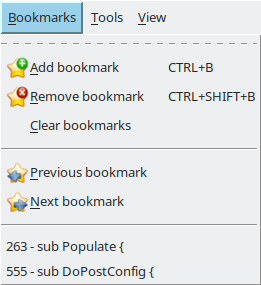 Bookmarks Tools View
Add bookmark CTRL+B
Remove bookmark CTRL+SHIFT+B
Clear bookmarks
Previous bookmark
Next bookmark
263 - sub Populate {
555 - sub DoPostConfig {